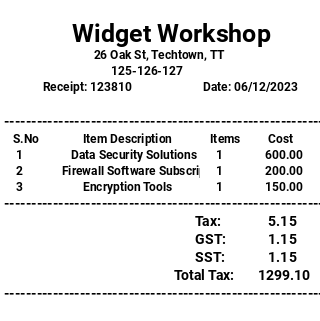 Widget Workshop
26 Oak St, Techtown, TT
125-126-127
Receipt: 123810 Date: 06/12/2023
S.No Item Description Items Cost
1 Data Security Solutions 1 600.00
2 Firewall Software Subscri 1 200.00
3 Encryption Tools 1 150.00
Tax: 5.15
GST: 1.15
SST: 1.15
Total Tax: 1299.10